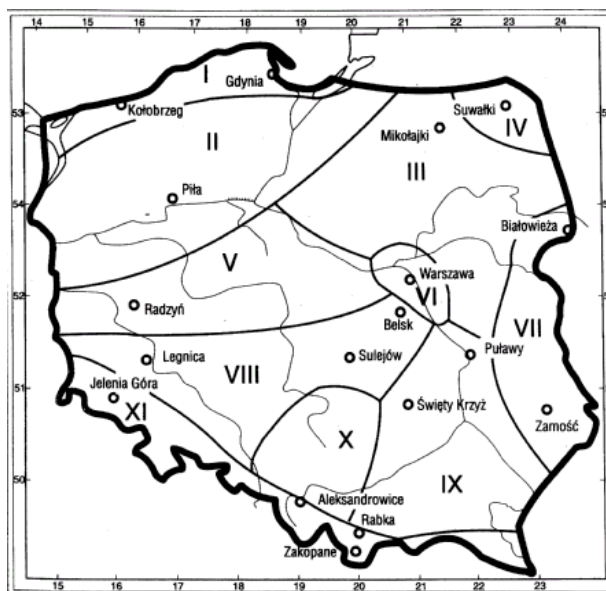 14 15 16 17 18 19 20 21 22 23 24
I
Gdynia
Kołobrzeg
Suwałki
53
53
IV
Mikołajki
II
III
Piła
54
Białowieża
V
Warszawa
VI
52
Radzyń
Belsk
VII
Legnica
VIII
Sulejów
Puławy
51
Jelenia Góra
XI
Święty Krzyż
Zamość
X
50
IX
Aleksandrowice
Rabka
Zakopane
15 16 17 18 19 20 21 22 23